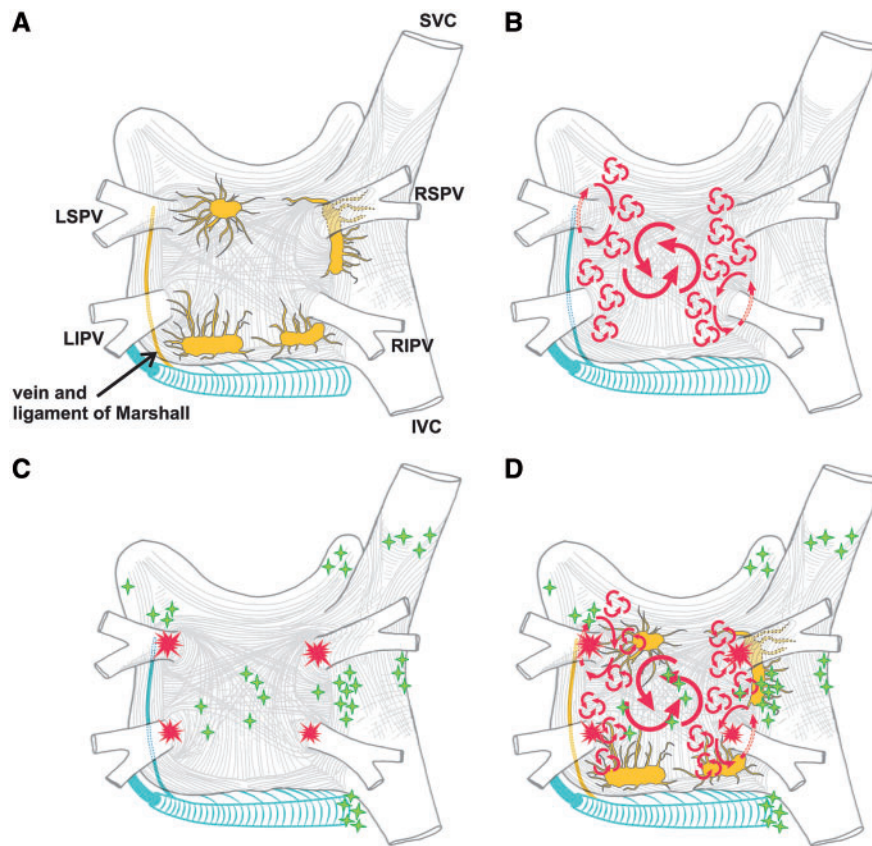 A
SVC
B
LSPV
RSPV
LIPV
RIPV
vein and
ligament of Marshall
IVC
C
D